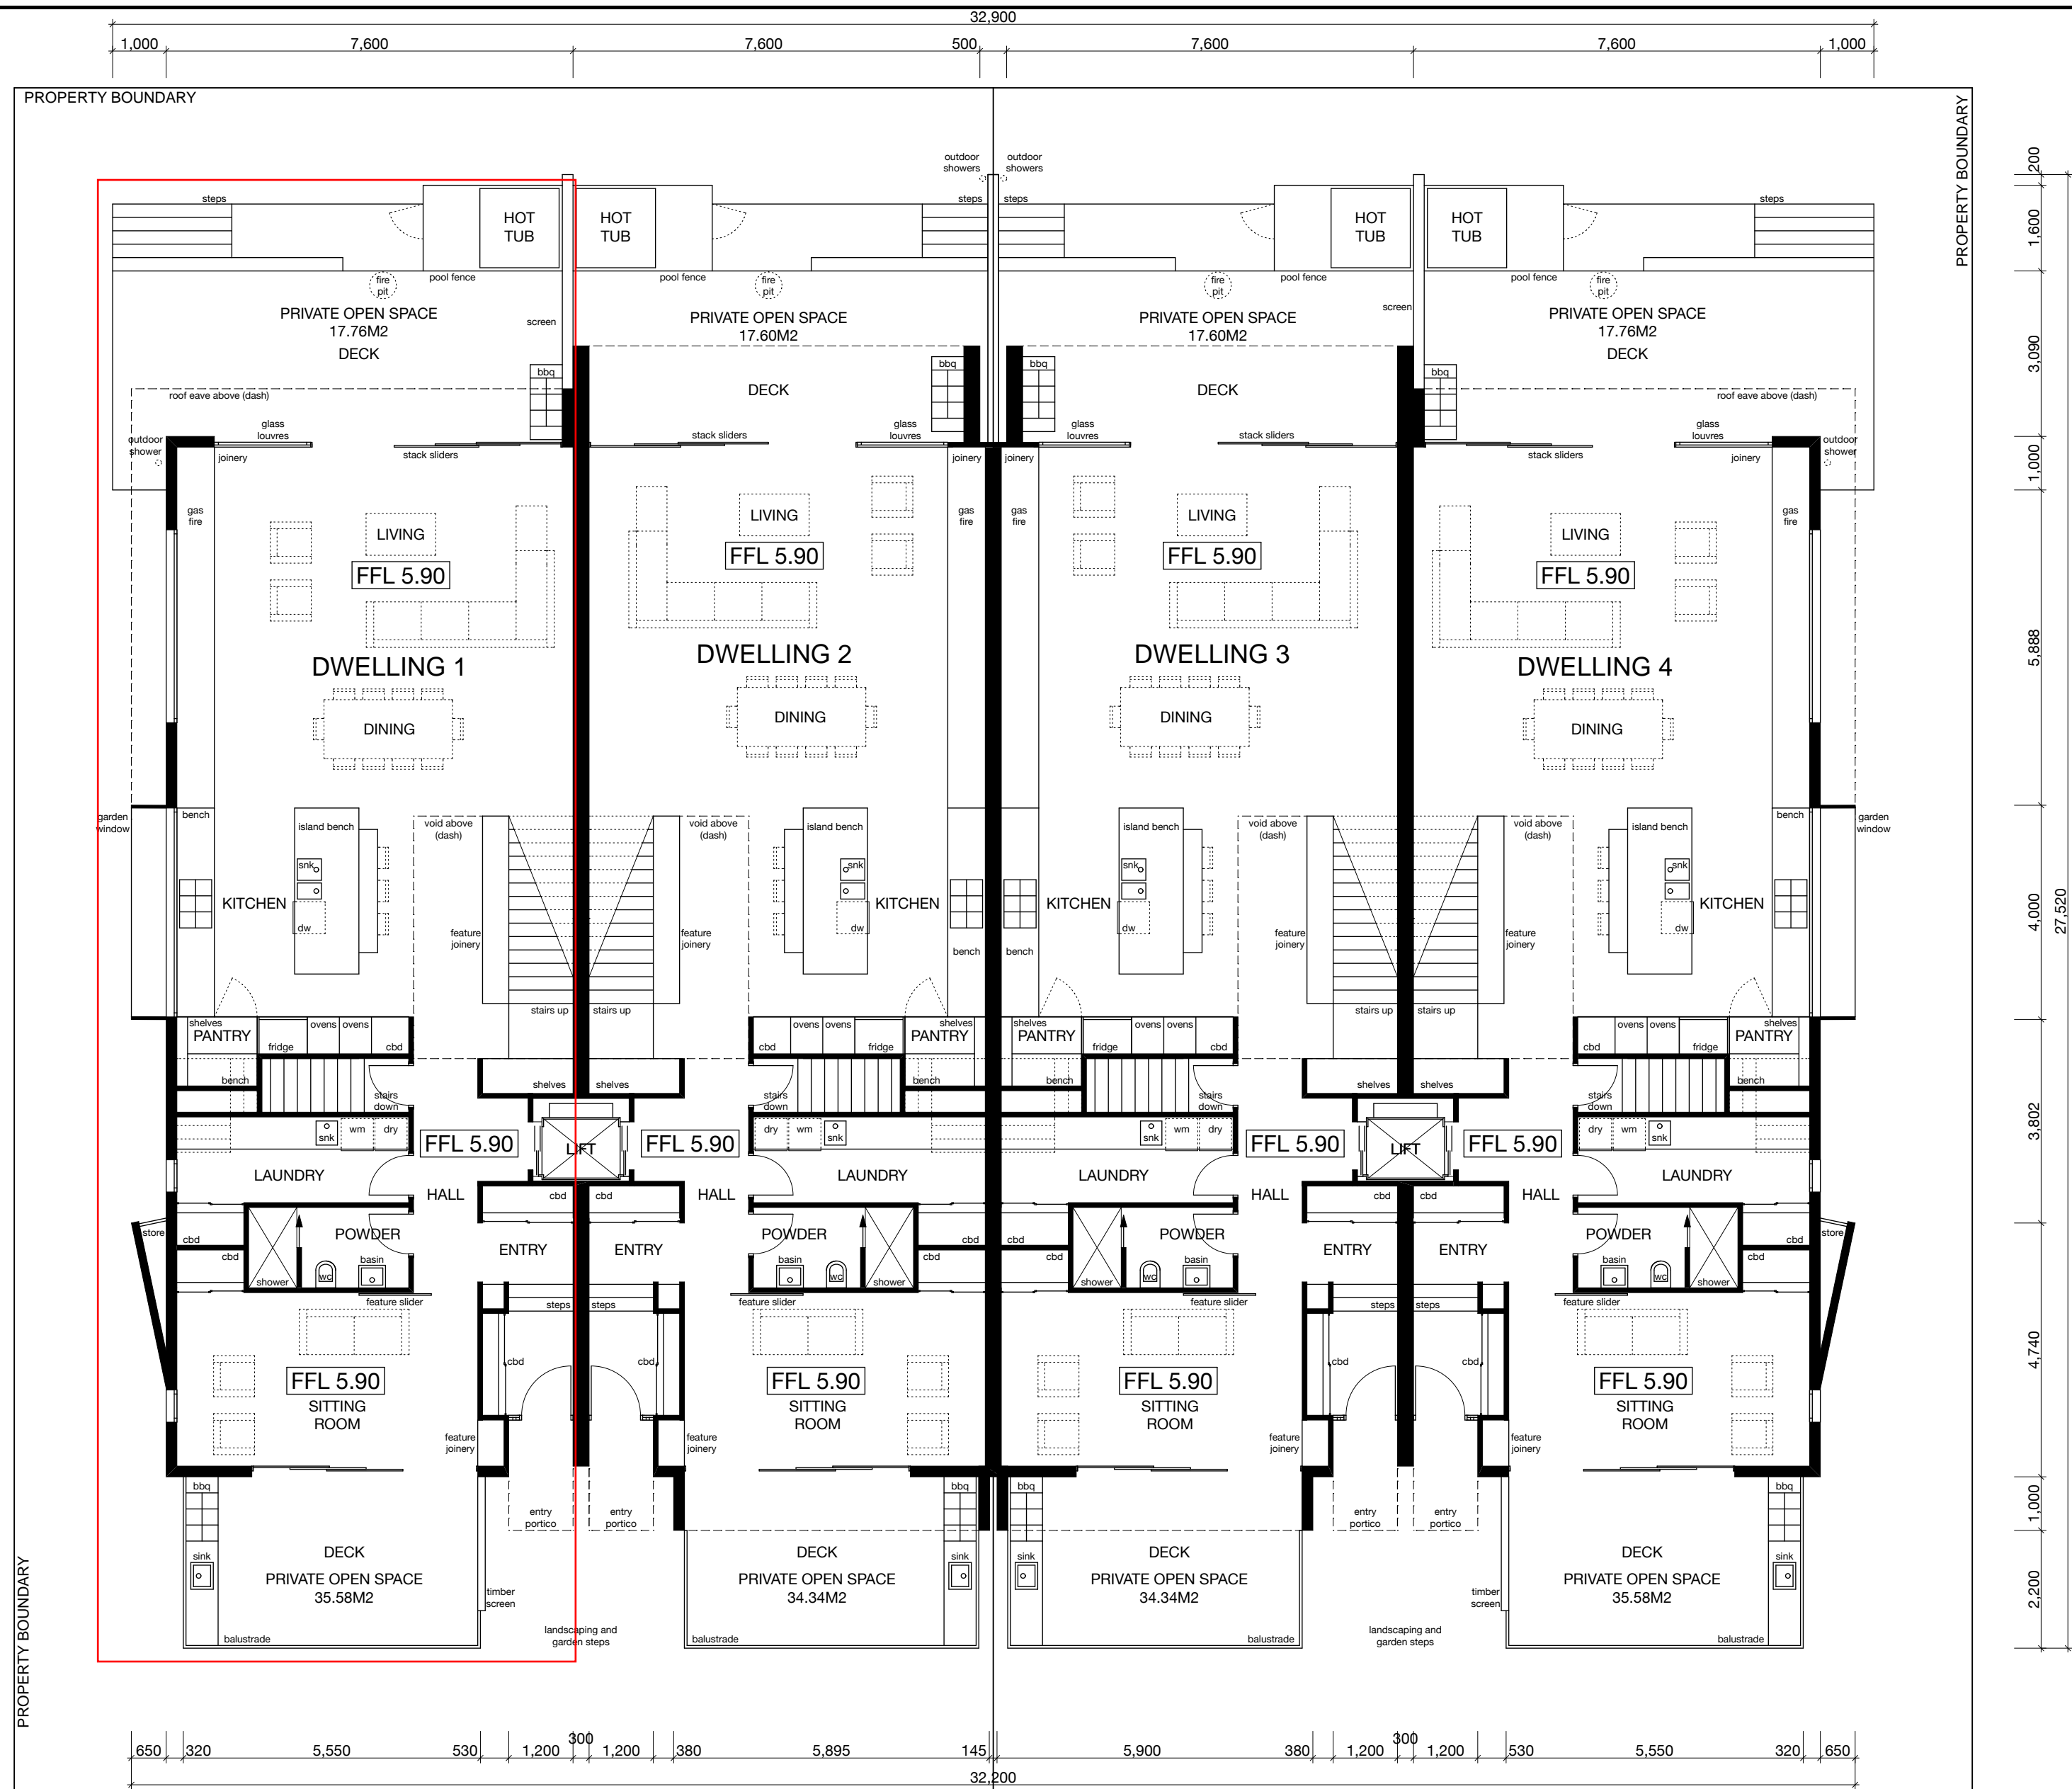 32,900
1,000 7,600 7,600 500 7,600 7,600 1,000
PROPERTY BOUNDARY
PROPERTY BOUNDARY
PROPERTY BOUNDARY
outdoor
showers
outdoor
showers
steps
steps
steps
steps
HOT
TUB
HOT
TUB
HOT
TUB
HOT
TUB
pool fence
pool fence
pool fence
pool fence
fire
pit
fire
pit
fire
pit
fire
pit
PRIVATE OPEN SPACE
17.76M2
DECK
screen
PRIVATE OPEN SPACE
17.60M2
DECK
PRIVATE OPEN SPACE
17.60M2
DECK
screen
PRIVATE OPEN SPACE
17.76M2
DECK
bbq
bbq
bbq
bbq
roof eave above (dash)
roof eave above (dash)
outdoor
shower
glass
louvres
joinery
stack sliders
stack sliders
glass
louvres
joinery
joinery
glass
louvres
stack sliders
stack sliders
glass
louvres
joinery
outdoor
shower
gas
fire
gas
fire
gas
fire
gas
fire
LIVING
FFL 5.90
LIVING
FFL 5.90
LIVING
FFL 5.90
LIVING
FFL 5.90
DWELLING 1
DWELLING 2
DWELLING 3
DWELLING 4
DINING
DINING
DINING
DINING
garden
window
bench
island bench
snk
KITCHEN
dw
void above
(dash)
feature
joinery
stairs up
void above
(dash)
feature
joinery
stairs up
island bench
snk
KITCHEN
dw
bench
bench
island bench
snk
KITCHEN
dw
void above
(dash)
feature
joinery
stairs up
void above
(dash)
feature
joinery
stairs up
island bench
snk
KITCHEN
dw
bench
garden
window
shelves
PANTRY
fridge
ovens ovens
cbd
bench
stairs
down
shelves
shelves
cbd
ovens ovens
fridge
shelves
PANTRY
bench
stairs
down
shelves
PANTRY
fridge
ovens ovens
cbd
bench
stairs
down
shelves
shelves
cbd
ovens ovens
fridge
shelves
PANTRY
bench
stairs
down
snk wm dry
FFL 5.90
LIFT
FFL 5.90
dry wm snk
snk wm dry
FFL 5.90
LIFT
FFL 5.90
dry wm snk
LAUNDRY
HALL
cbd
cbd
HALL
LAUNDRY
LAUNDRY
HALL
cbd
cbd
HALL
LAUNDRY
store
cbd
cbd
shower
POWDER
wc
basin
ENTRY
ENTRY
POWDER
basin
wc
shower
cbd
cbd
cbd
cbd
shower
POWDER
wc
basin
ENTRY
ENTRY
POWDER
basin
wc
shower
cbd
cbd
store
feature slider
steps
steps
feature slider
feature slider
steps
steps
feature slider
FFL 5.90
SITTING
ROOM
cbd
cbd
FFL 5.90
SITTING
ROOM
FFL 5.90
SITTING
ROOM
cbd
cbd
FFL 5.90
SITTING
ROOM
feature
joinery
feature
joinery
feature
joinery
feature
joinery
bbq
sink
entry
portico
entry
portico
bbq
sink
bbq
sink
entry
portico
entry
portico
bbq
sink
DECK
PRIVATE OPEN SPACE
35.58M2
timber
screen
DECK
PRIVATE OPEN SPACE
34.34M2
DECK
PRIVATE OPEN SPACE
34.34M2
timber
screen
DECK
PRIVATE OPEN SPACE
35.58M2
balustrade
landscaping and
garden steps
balustrade
balustrade
landscaping and
garden steps
balustrade
200
1,600
3,090
1,000
5,888
4,000
3,802
4,740
1,000
2,200
27,520
650 320 5,550 530 1,200 300 1,200 380 5,895 145 5,900 380 1,200 300 1,200 530 5,550 320 650
32,200